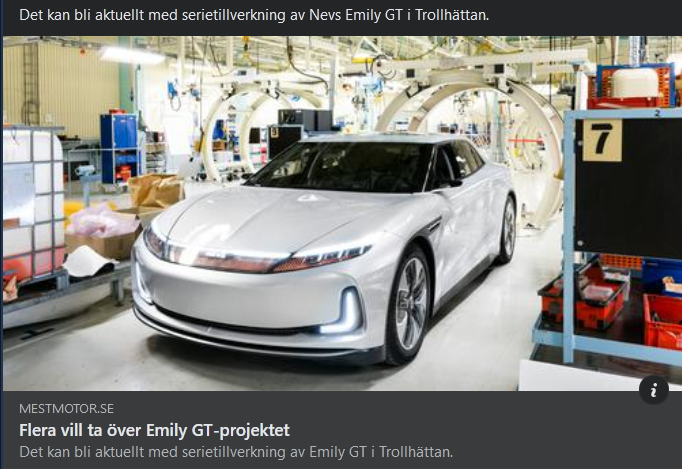 Det kan bli aktuellt med serietillverkning av Nevs Emily GT i Trollhättan.
7
2
MESTMOTOR.SE
Flera vill ta över Emily GT-projektet
Det kan bli aktuellt med serietillverkning av Emily GT i Trollhättan.